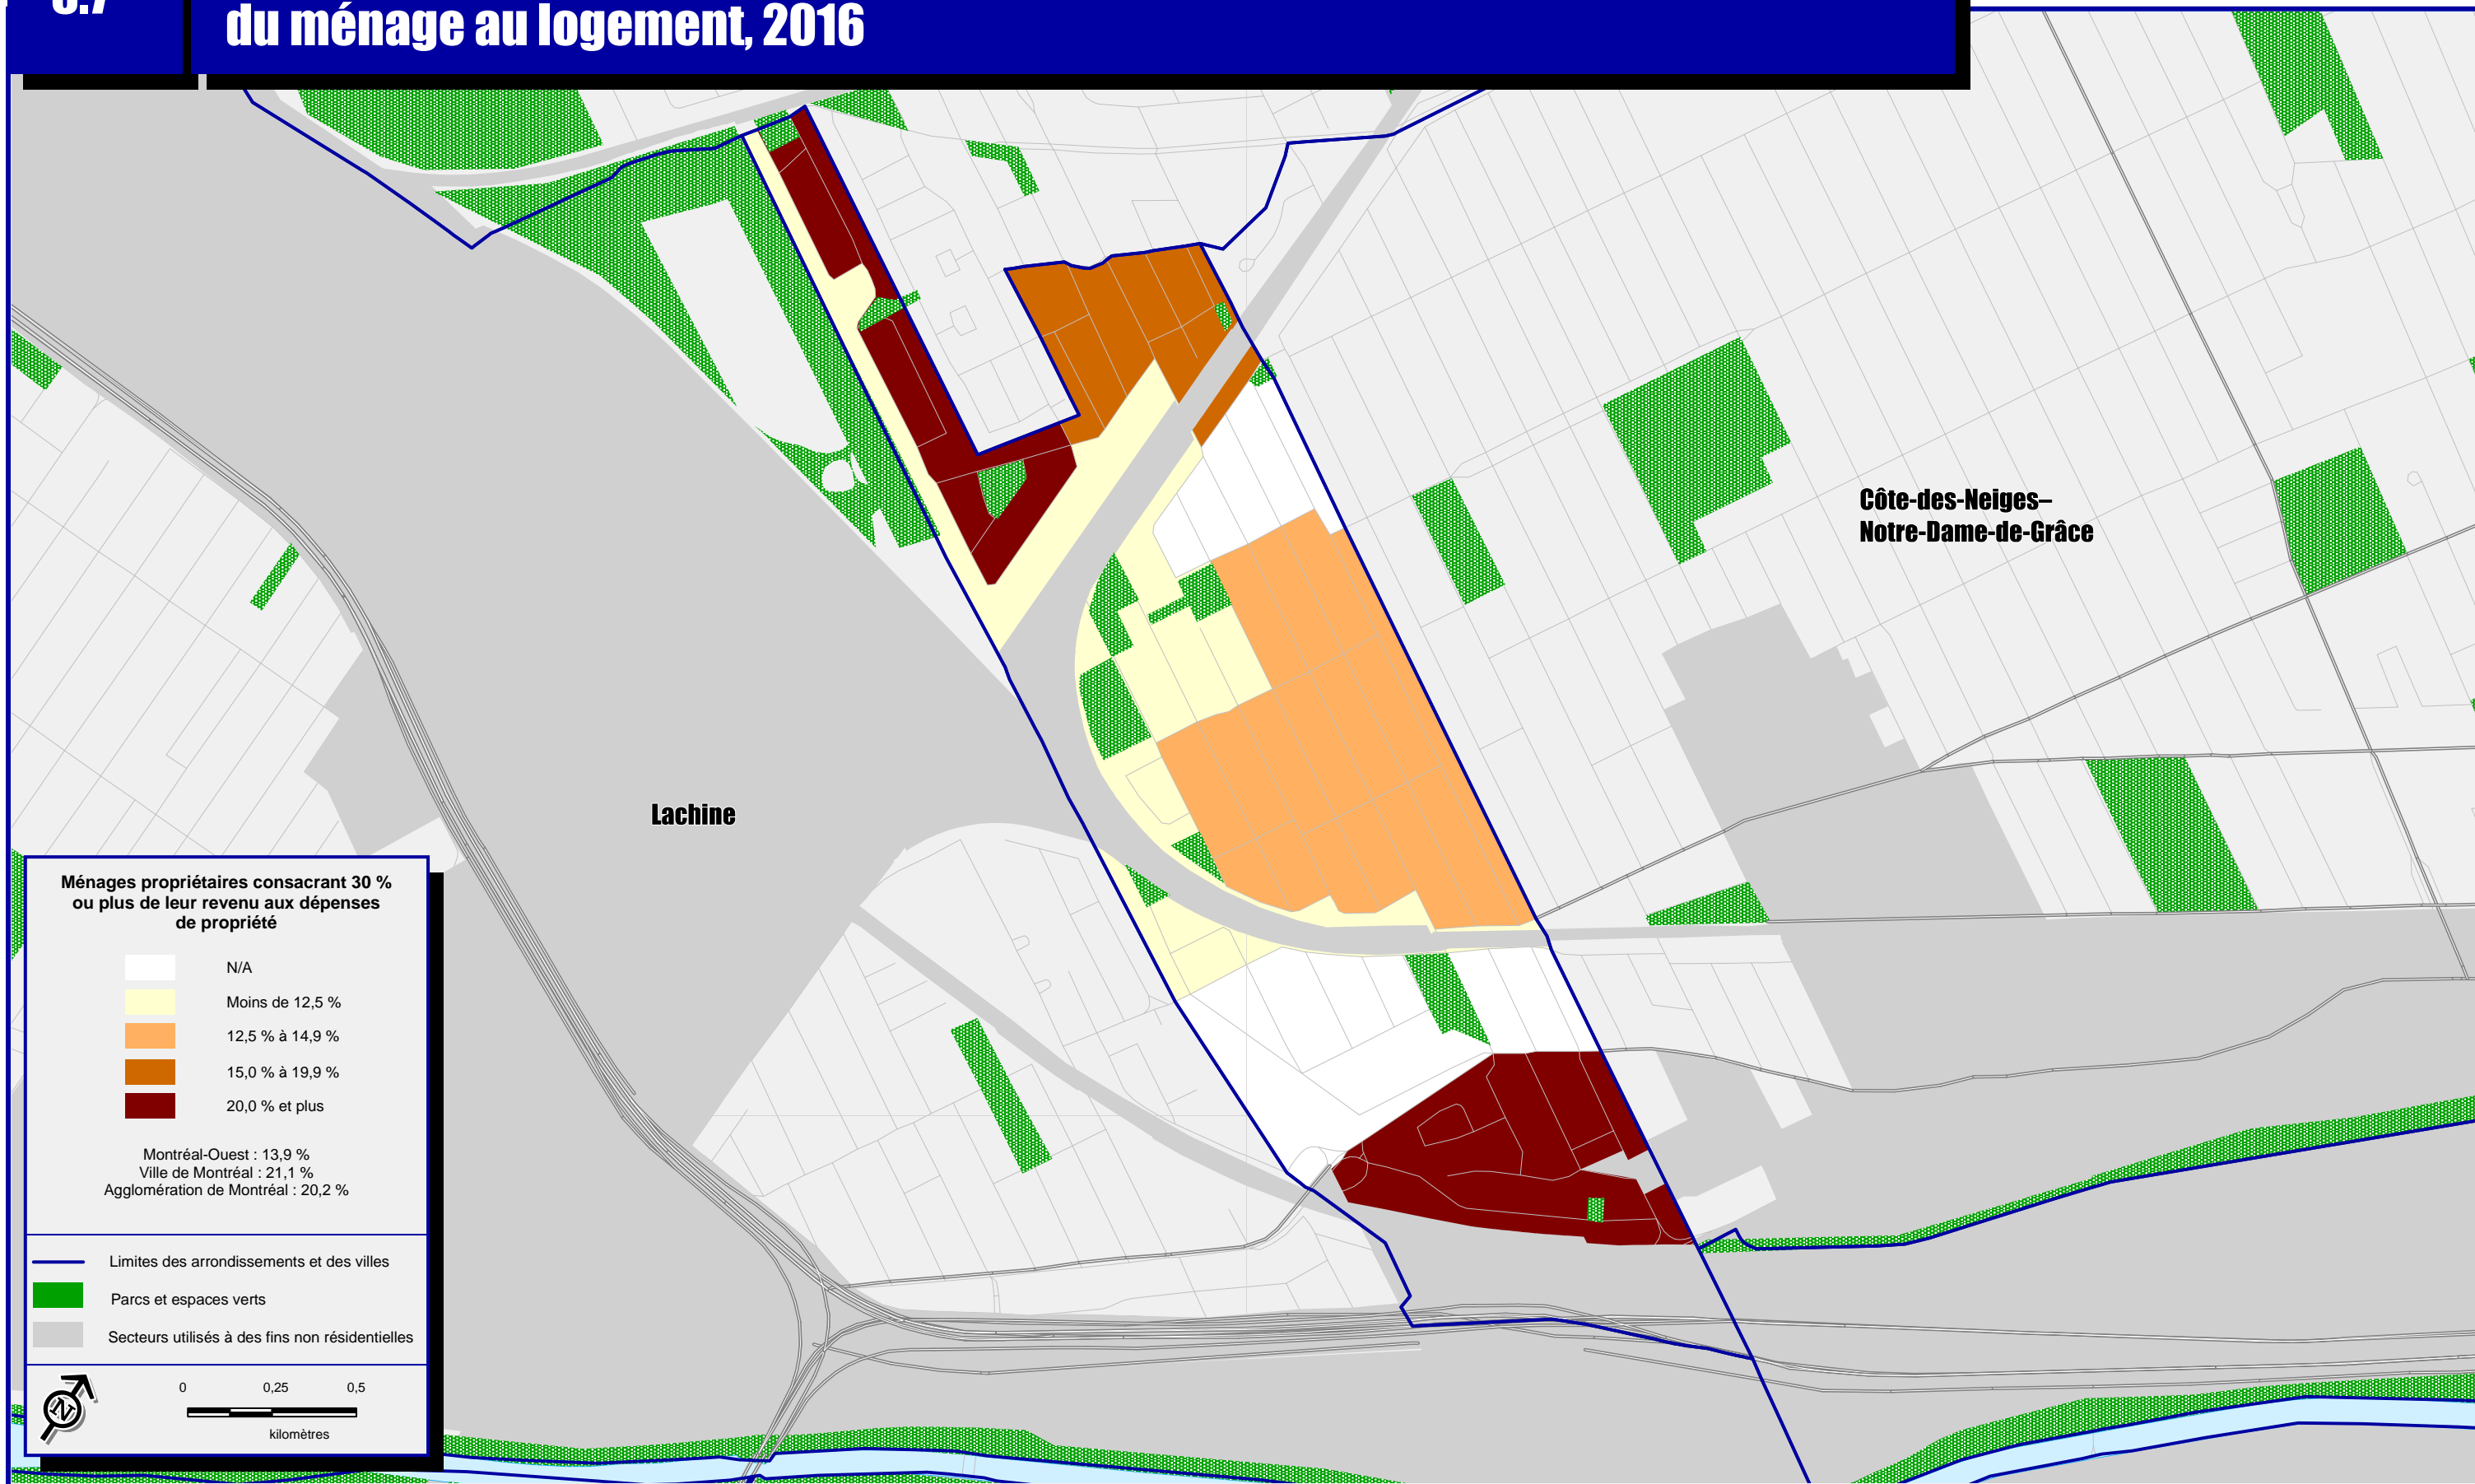 du ménage au logement, 2016
Côte-des-Neiges–
Notre-Dame-de-Grâce
Lachine
Ménages propriétaires consacrant 30 %
ou plus de leur revenu aux dépenses
de propriété
N/A
Moins de 12,5 %
12,5 % à 14,9 %
15,0 % à 19,9 %
20,0 % et plus
Montréal-Ouest : 13,9 %
Ville de Montréal : 21,1 %
Agglomération de Montréal : 20,2 %
Limites des arrondissements et des villes
Parcs et espaces verts
Secteurs utilisés à des fins non résidentielles
N
0 0,25 0,5
kilomètres